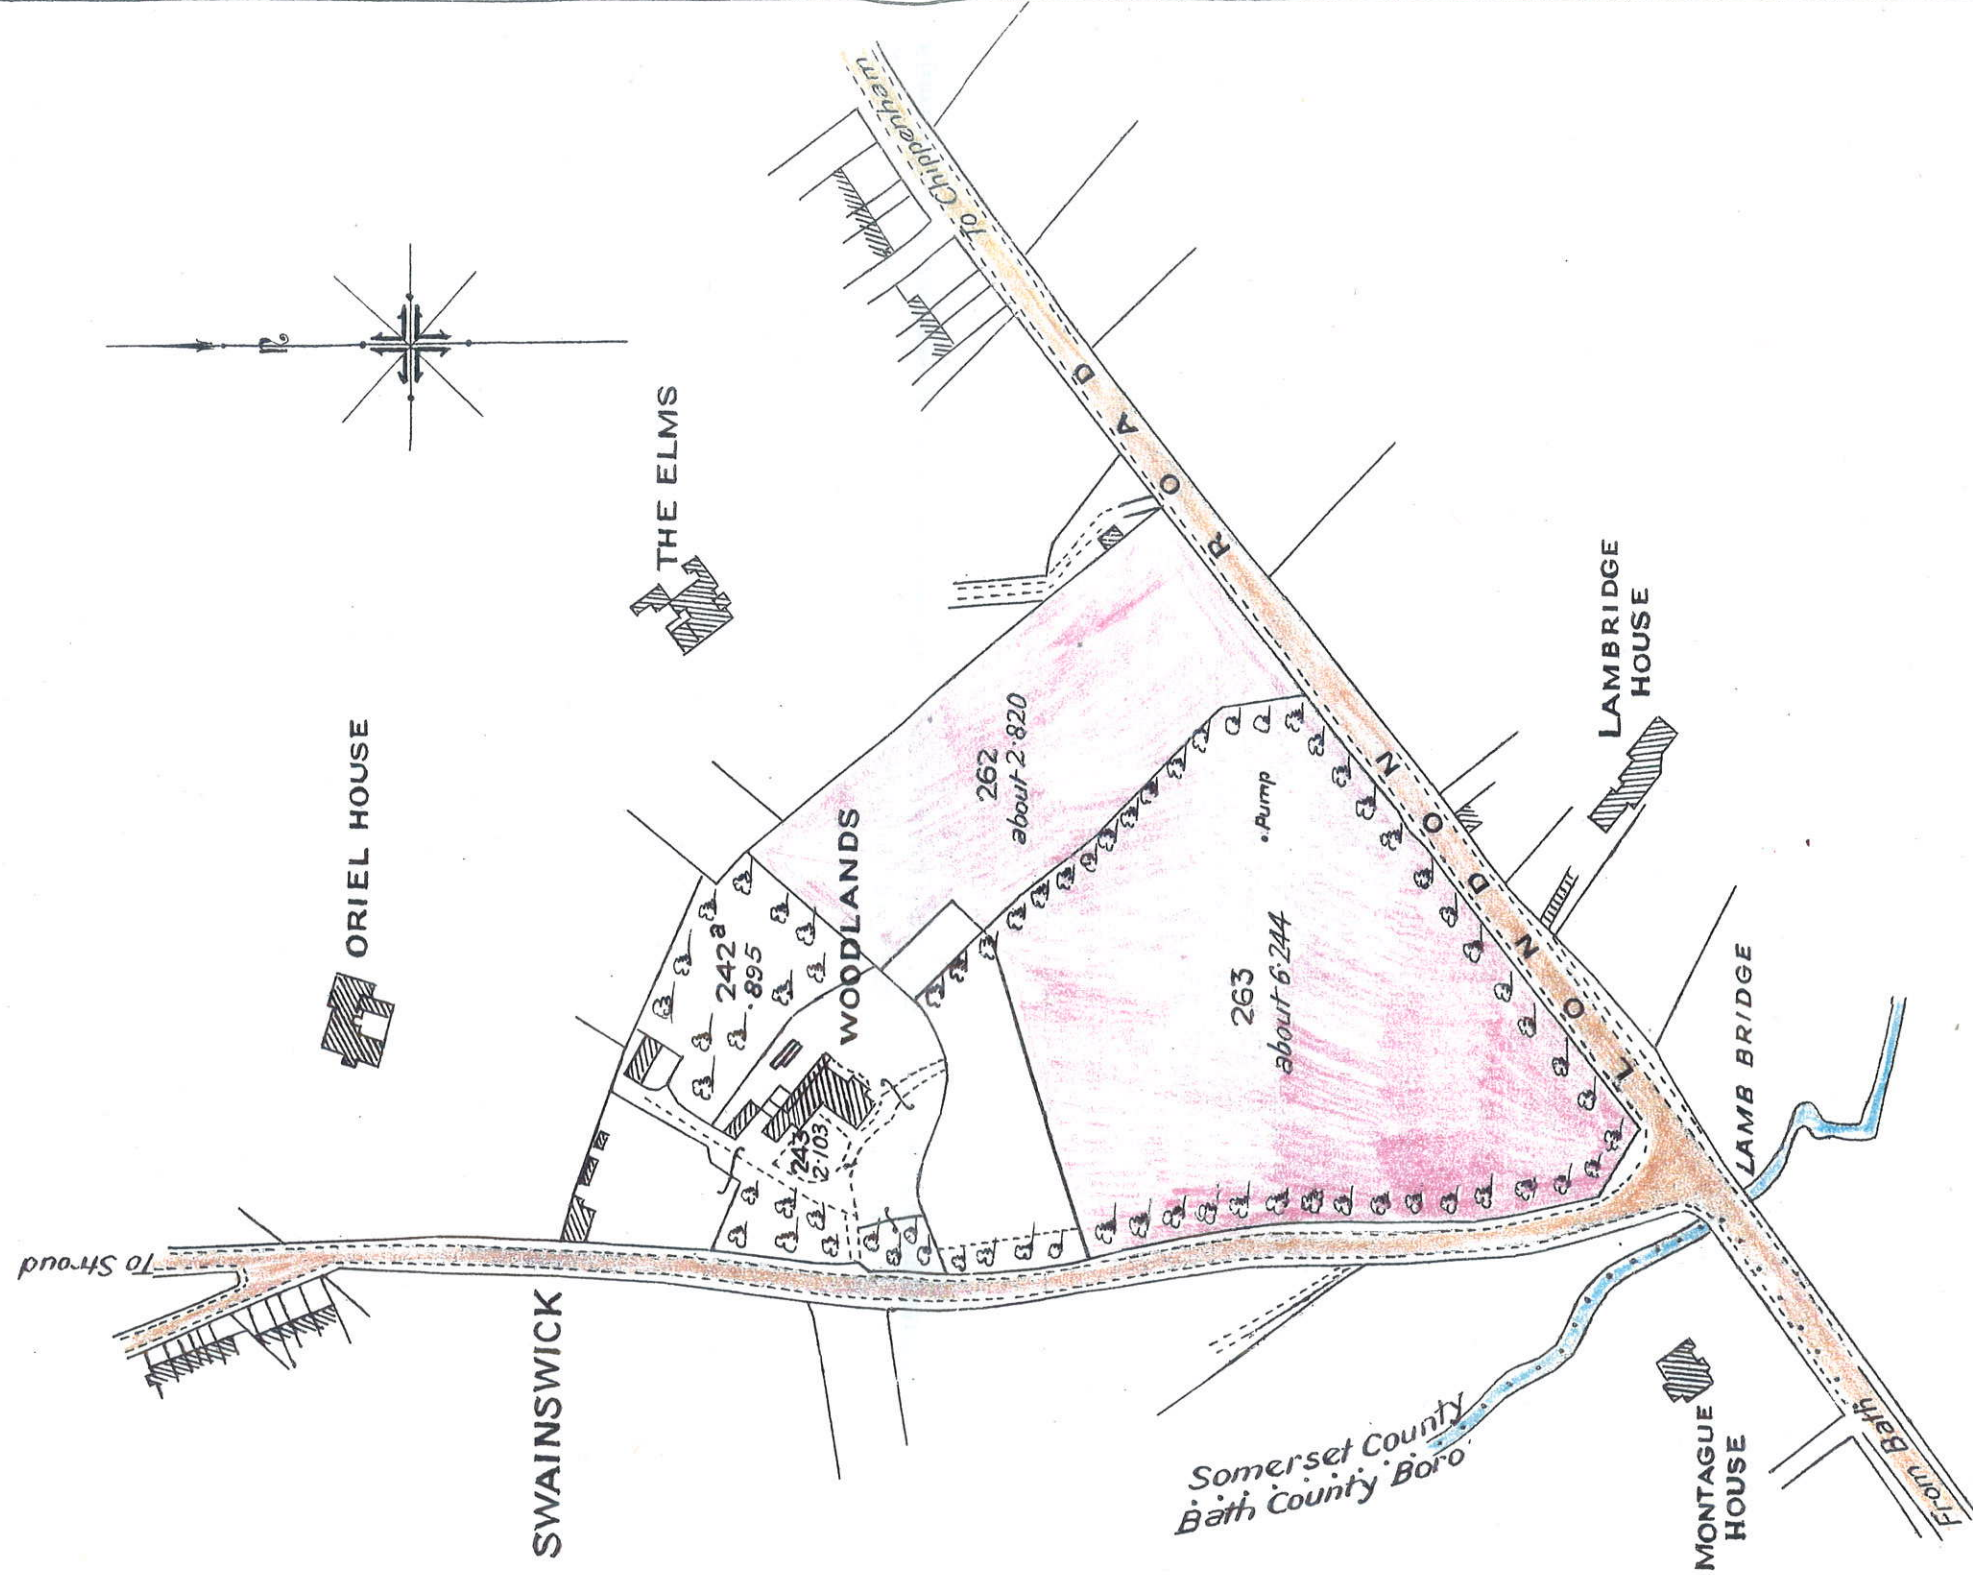 To Chippenham
LONDON ROAD
THE ELMS
ORIEL HOUSE
LAMBRIDGE
HOUSE
262
about 2.820
WOODLANDS
242a
.895
.Pump
263
about 6.244
243
2.103
LAMB BRIDGE
To Stroud
SWAINSWICK
Somerset County
Bath County Boro'
MONTAGUE
HOUSE
From Bath